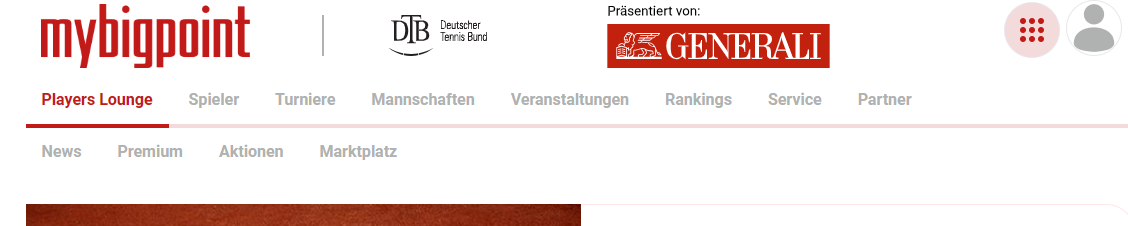 mybigpoint
DTB Deutscher
Tennis Bund
Präsentiert von:
GENERALI
Players Lounge Spieler Turniere Mannschaften Veranstaltungen Rankings Service Partner
News Premium Aktionen Marktplatz